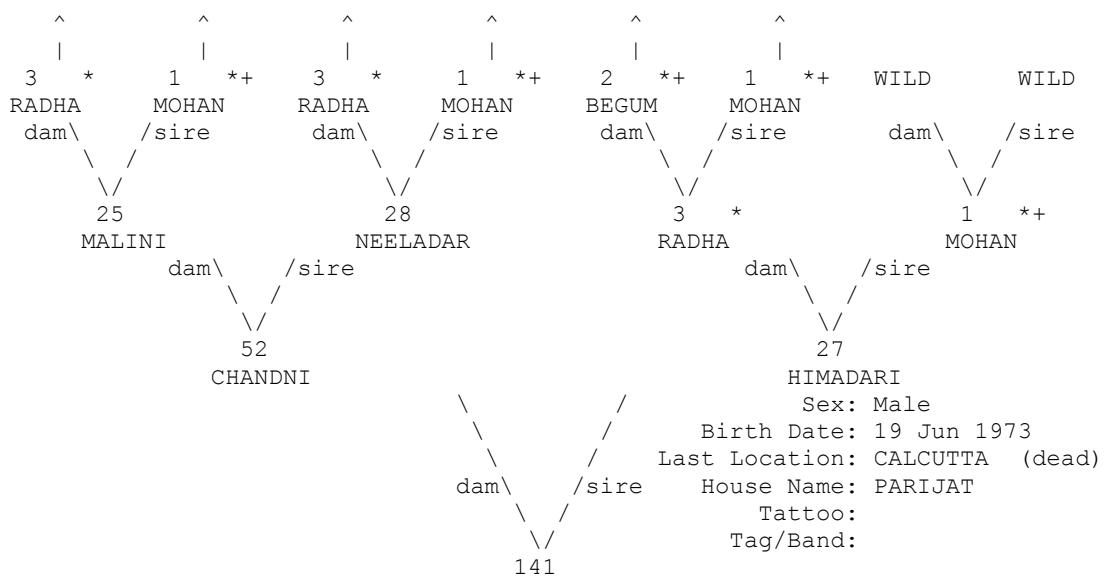 ^ ^ ^ ^ ^ ^
| | | | | |
3 * 1 *+ 3 * 1 *+ 2 *+ 1 *+ WILD WILD
RADHA MOHAN RADHA MOHAN BEGUM MOHAN
dam\ /sire dam\ /sire dam\ /sire dam\ /sire
\ / \ / \ / \ /
\/ \/ \/ \/
25 28 3 * 1 *+
MALINI NEELADAR RADHA MOHAN
dam\ /sire dam\ /sire
\ / \ /
\/ \/
52 27
CHANDNI HIMADARI
\ / Sex: Male
\ / Birth Date: 19 Jun 1973
\ / Last Location: CALCUTTA (dead)
dam\ /sire House Name: PARIJAT
\ / Tattoo:
\/ Tag/Band:
141